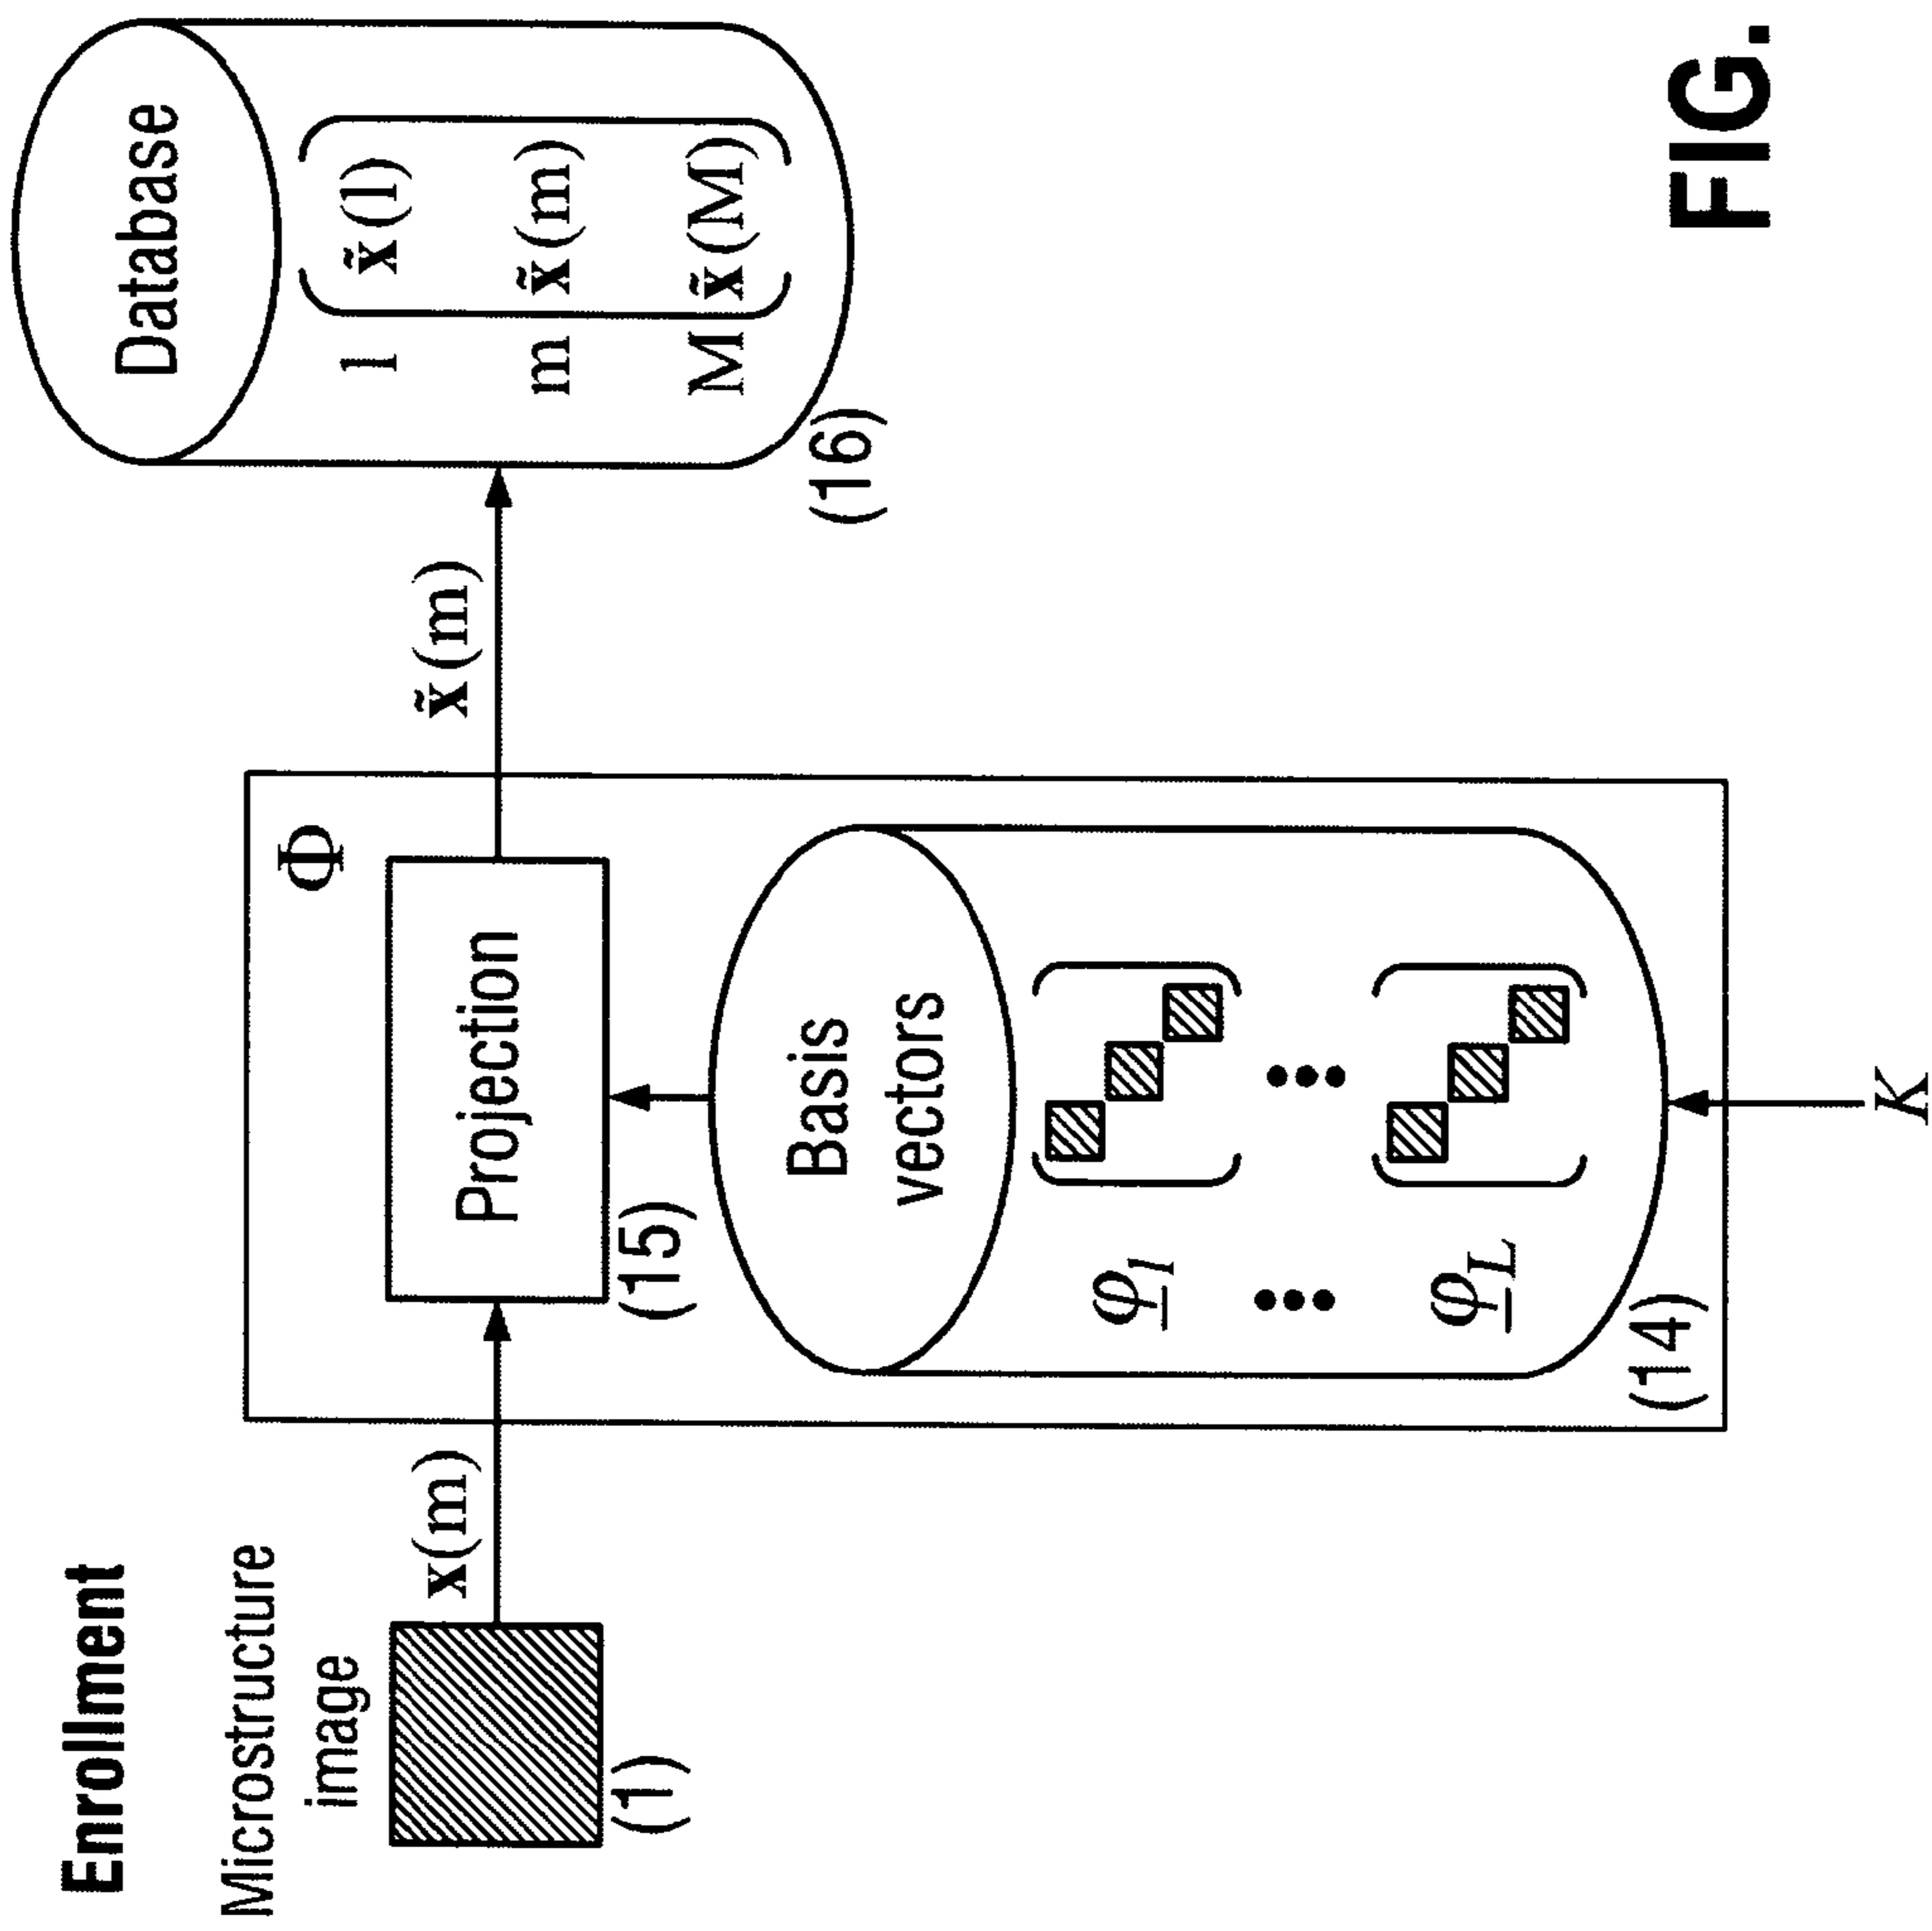 Enrollment
Microstructure
image
(1)
x(m)
Φ
Projection
(15)
Basis
vectors
φ1
•••
•••
φL
(14)
K
x̃(m)
Database
1 x̃(1)
m x̃(m)
M x̃(M)
(16)
FIG.